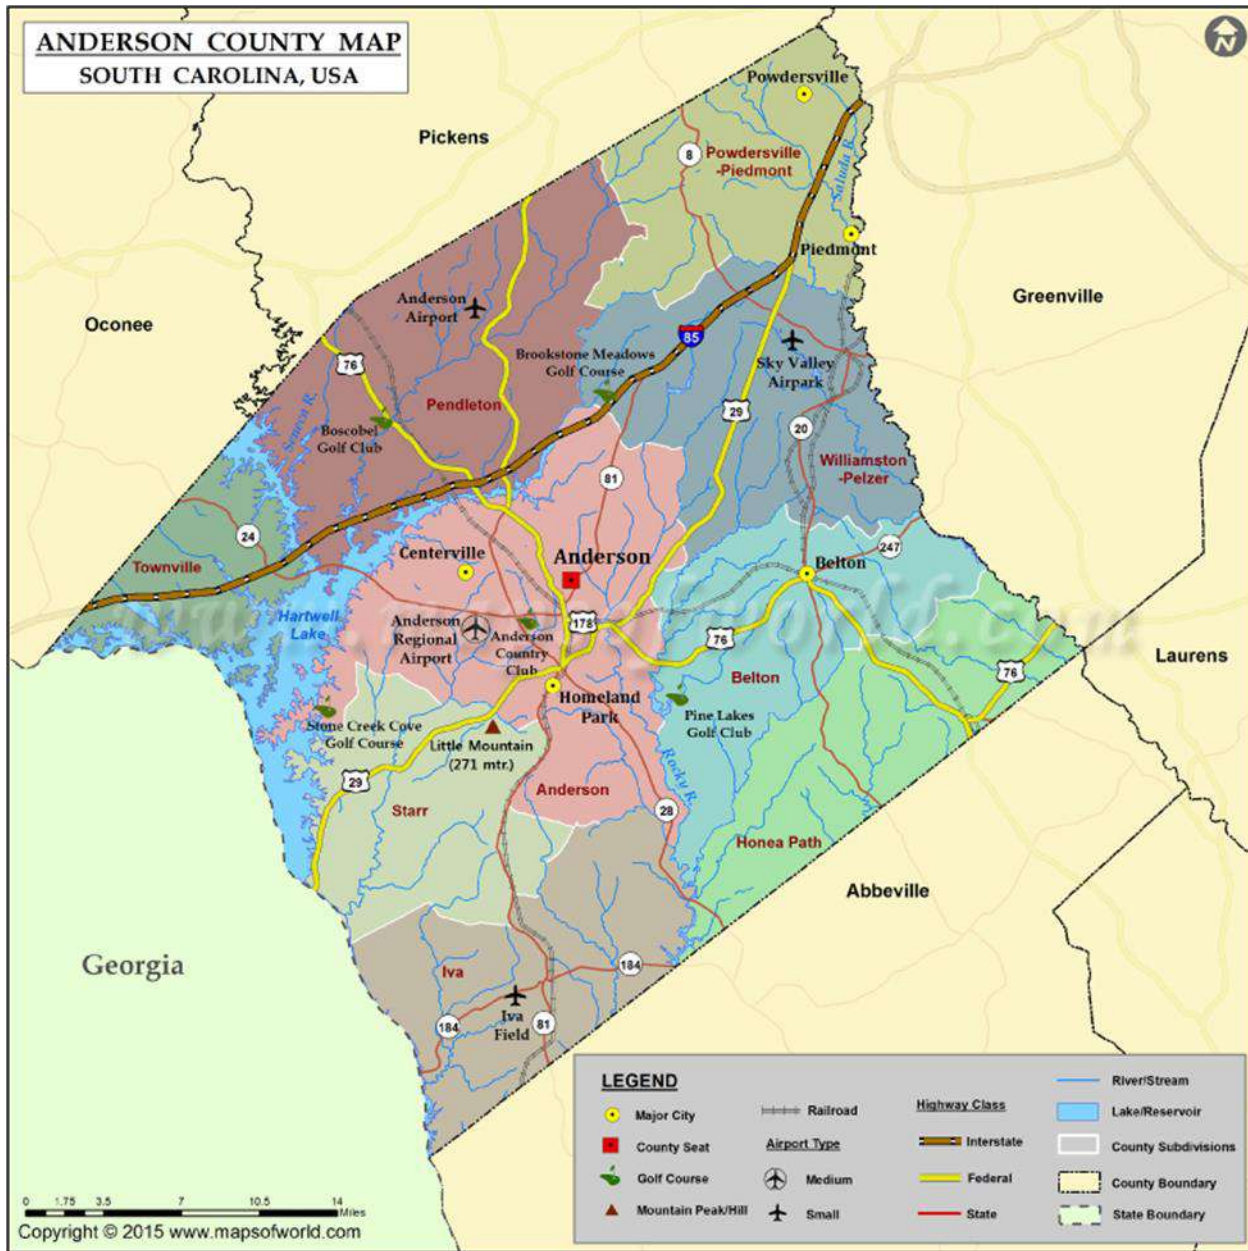 ANDERSON COUNTY MAP
SOUTH CAROLINA, USA
N
Powdersville
Pickens
8
Powdersville
-Piedmont
Saluda R.
Piedmont
Anderson
Airport
Greenville
Oconee
85
Sky Valley
Airpark
Brookstone Meadows
Golf Course
76
Seneca R.
Pendleton
29
Boscobel
Golf Club
20
Williamston
-Pelzer
81
24
Townville
Centerville
Anderson
247
Belton
Hartwell
Lake
Anderson
Regional
Airport
Anderson
Country
Club
178
76
Belton
Laurens
76
Homeland
Park
Stone Creek Cove
Golf Course
Little Mountain
(271 mtr.)
Pine Lakes
Golf Club
29
Rocky R.
Starr
Anderson
28
Honea Path
Abbeville
Georgia
Iva
184
Iva
Field
184
81
LEGEND
Major City
County Seat
Golf Course
Mountain Peak/Hill
Railroad
Airport Type
Medium
Small
Highway Class
Interstate
Federal
State
River/Stream
Lake/Reservoir
County Subdivisions
County Boundary
State Boundary
0 1.75 3.5 7 10.5 14
Miles
Copyright © 2015 www.mapsofworld.com